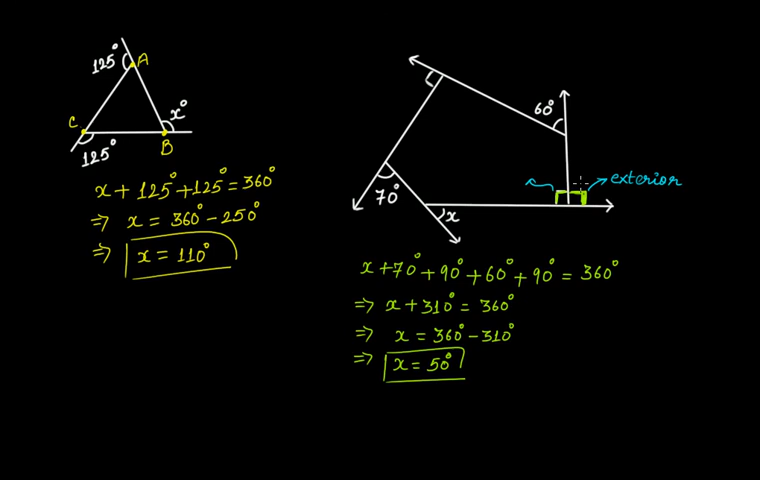 125°
A
x°
C
125°
B
x + 125° + 125° = 360°
⇒ x = 360° - 250°
⇒ x = 110°
60°
70°
x
exterior
x + 70° + 90° + 60° + 90° = 360°
⇒ x + 310° = 360°
⇒ x = 360° - 310°
⇒ x = 50°